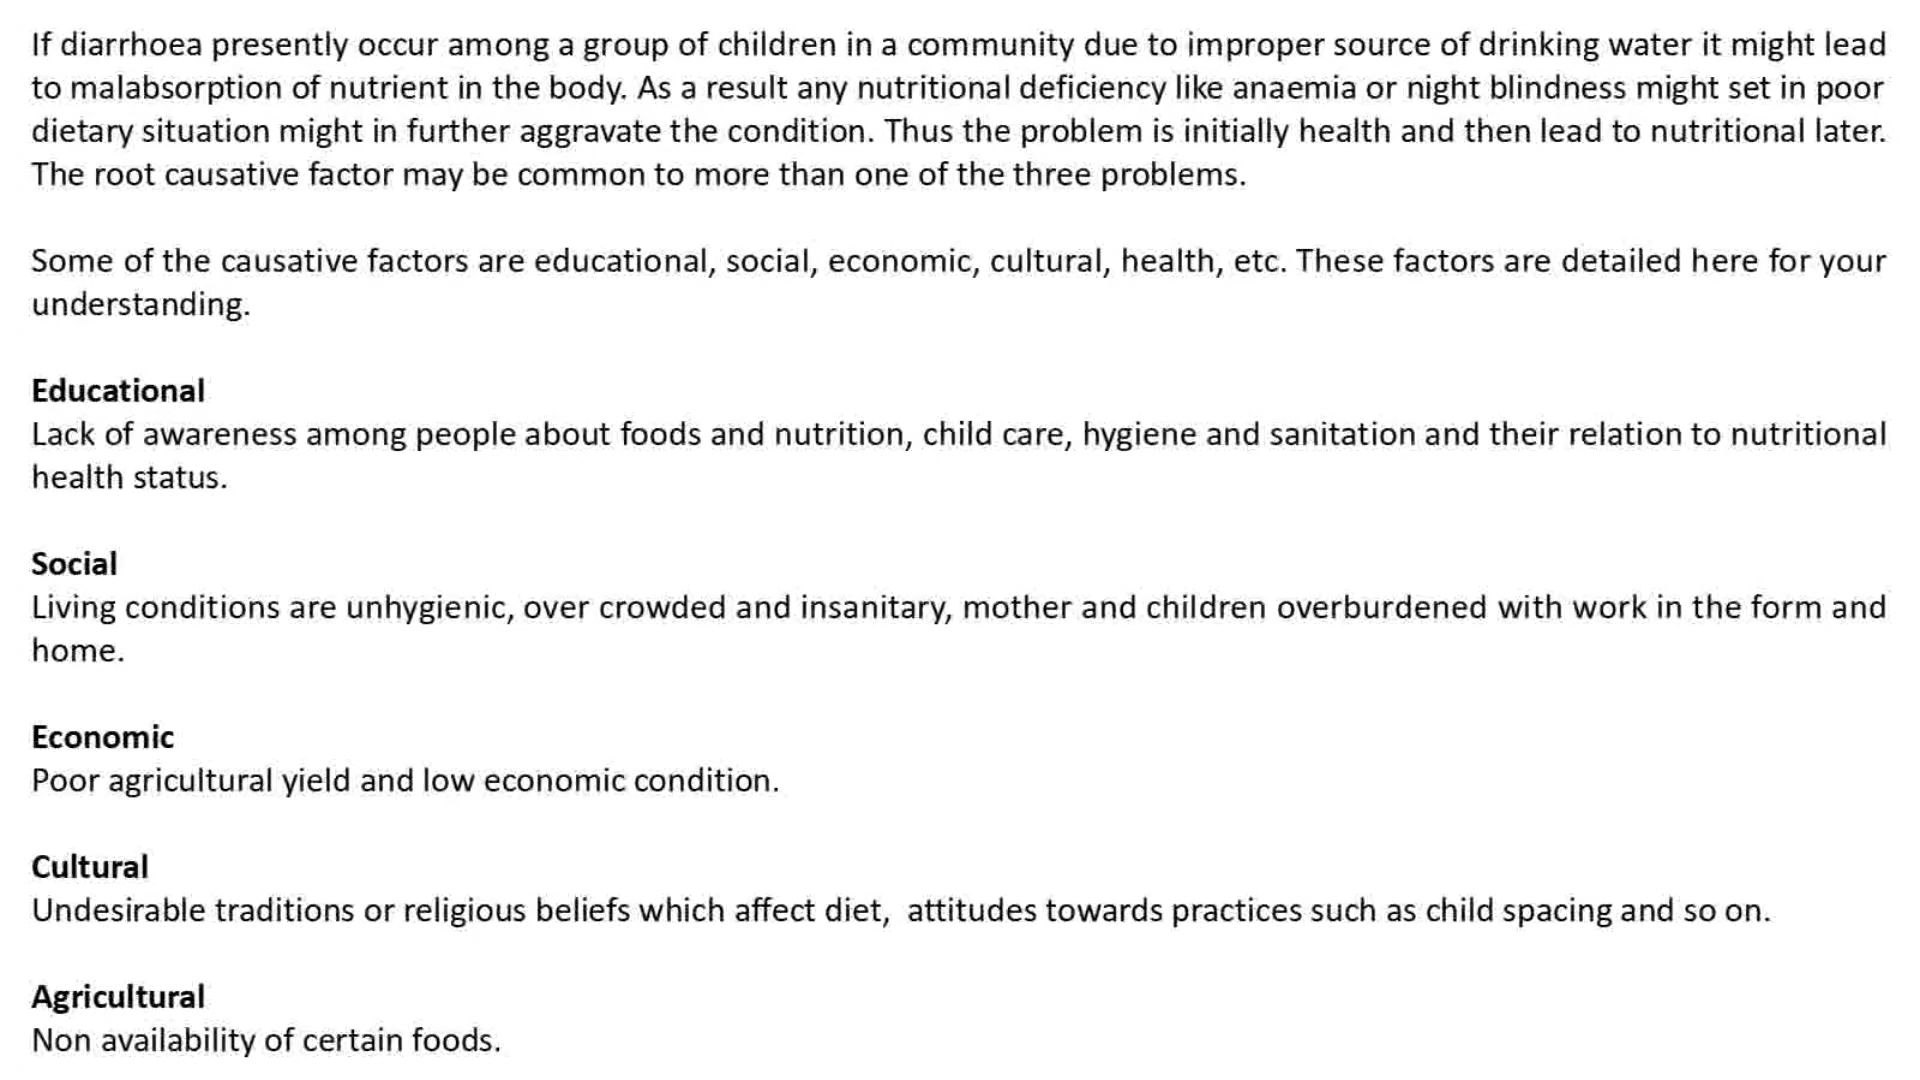 If diarrhoea presently occur among a group of children in a community due to improper source of drinking water it might lead
to malabsorption of nutrient in the body. As a result any nutritional deficiency like anaemia or night blindness might set in poor
dietary situation might in further aggravate the condition. Thus the problem is initially health and then lead to nutritional later.
The root causative factor may be common to more than one of the three problems.
Some of the causative factors are educational, social, economic, cultural, health, etc. These factors are detailed here for your
understanding.
Educational
Lack of awareness among people about foods and nutrition, child care, hygiene and sanitation and their relation to nutritional
health status.
Social
Living conditions are unhygienic, over crowded and insanitary, mother and children overburdened with work in the form and
home.
Economic
Poor agricultural yield and low economic condition.
Cultural
Undesirable traditions or religious beliefs which affect diet,  attitudes towards practices such as child spacing and so on.
Agricultural
Non availability of certain foods.